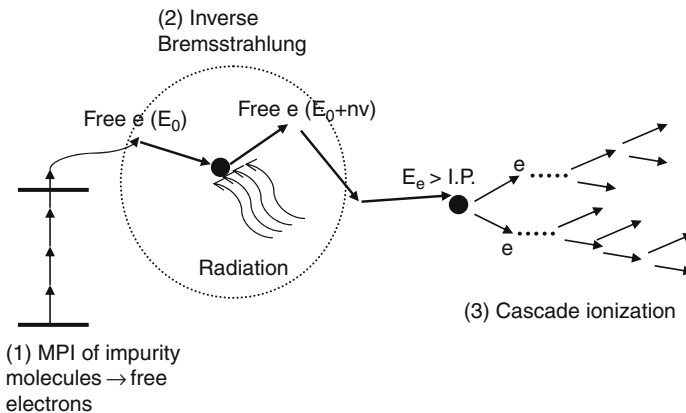 (2) Inverse
Bremsstrahlung
Free e (E₀)
Free e (E₀+nv)
Radiation
Eₑ > I.P.
e
e
(3) Cascade ionization
(1) MPI of impurity
molecules → free
electrons